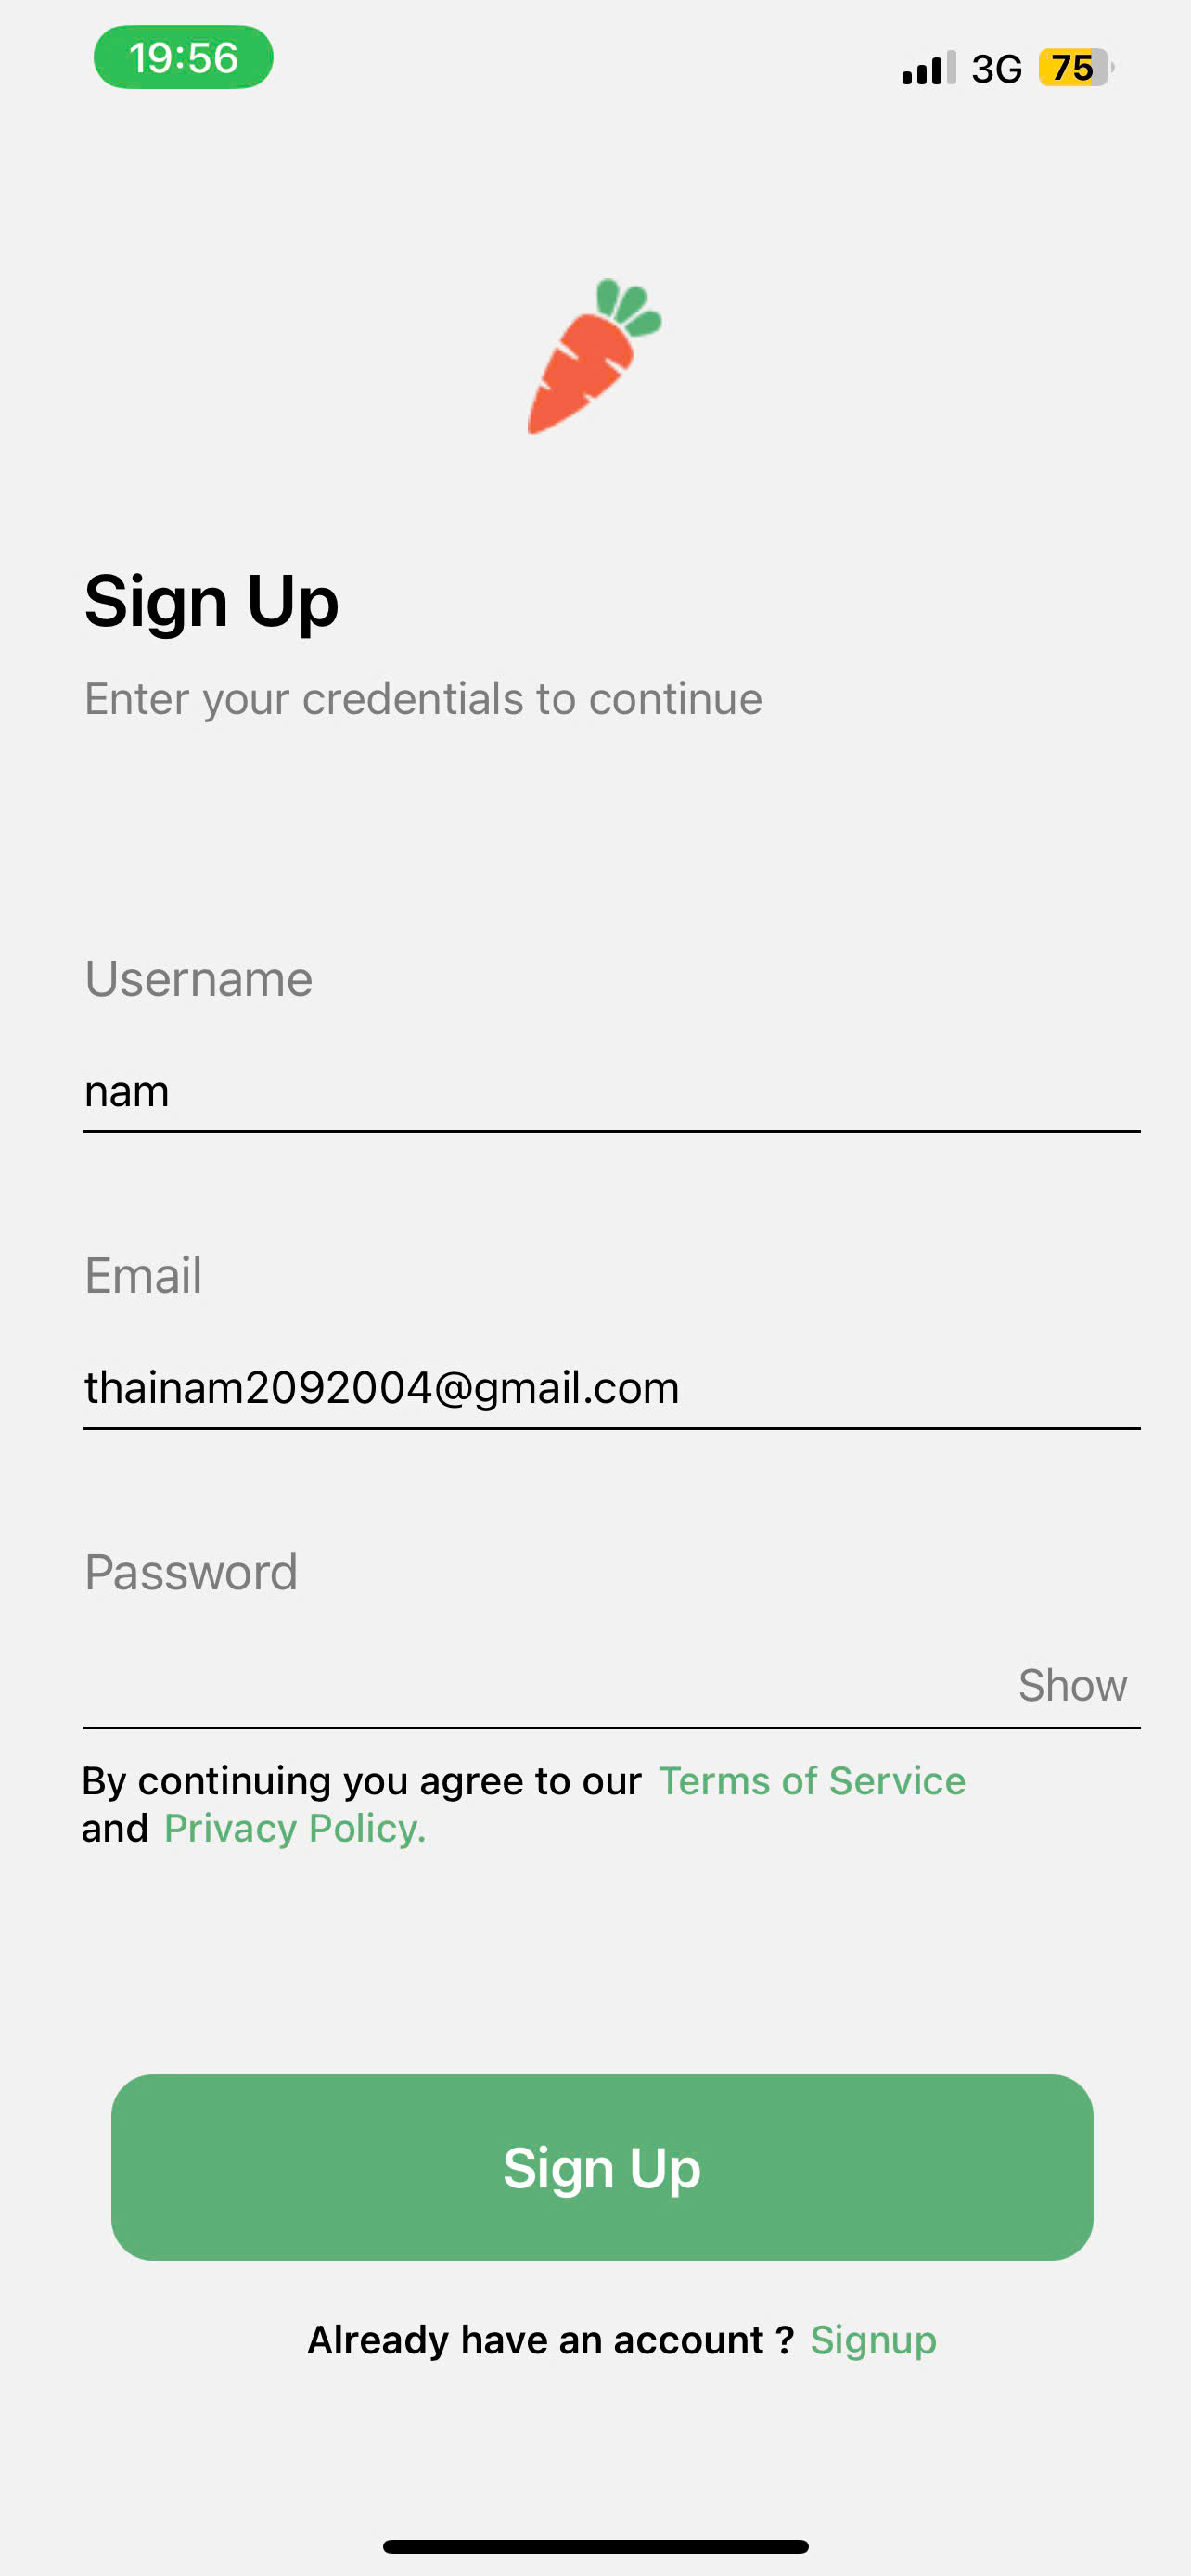 19:56
3G 75
Sign Up
Enter your credentials to continue
Username
nam
Email
thainam2092004@gmail.com
Password
Show
By continuing you agree to our Terms of Service
and Privacy Policy.
Sign Up
Already have an account ? Signup